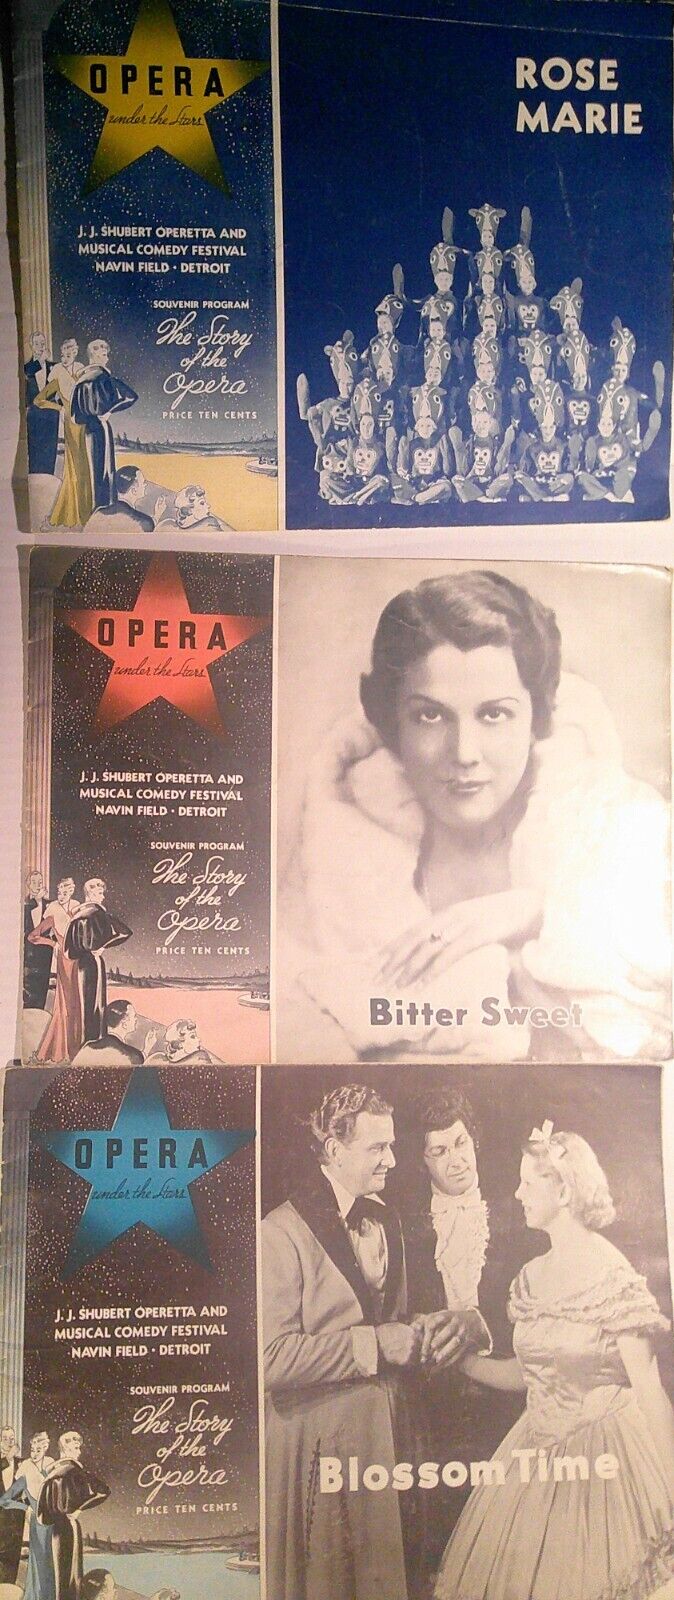 OPERA
under the Stars
J. J. SHUBERT OPERETTA AND
MUSICAL COMEDY FESTIVAL
NAVIN FIELD · DETROIT
SOUVENIR PROGRAM
The Story
of the
Opera
PRICE TEN CENTS
ROSE
MARIE
OPERA
under the Stars
J. J. SHUBERT OPERETTA AND
MUSICAL COMEDY FESTIVAL
NAVIN FIELD · DETROIT
SOUVENIR PROGRAM
The Story
of the
Opera
PRICE TEN CENTS
Bitter Sweet
OPERA
under the Stars
J. J. SHUBERT OPERETTA AND
MUSICAL COMEDY FESTIVAL
NAVIN FIELD · DETROIT
SOUVENIR PROGRAM
The Story
of the
Opera
PRICE TEN CENTS
Blossom Time